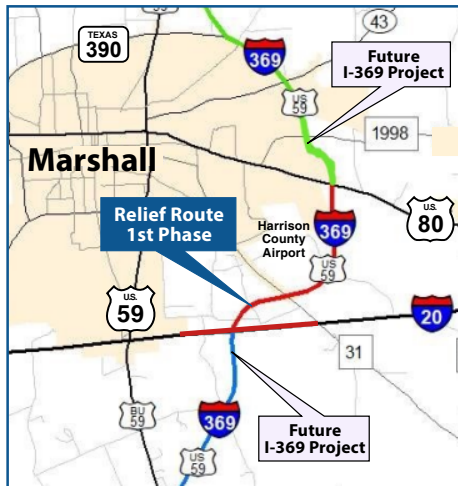 59
43
TEXAS
390
369
Future
I-369 Project
US
59
1998
Marshall
Relief Route
1st Phase
Harrison
County
Airport
369
U.S.
80
US
59
U.S.
59
20
31
BU
59
369
Future
I-369 Project
US
59